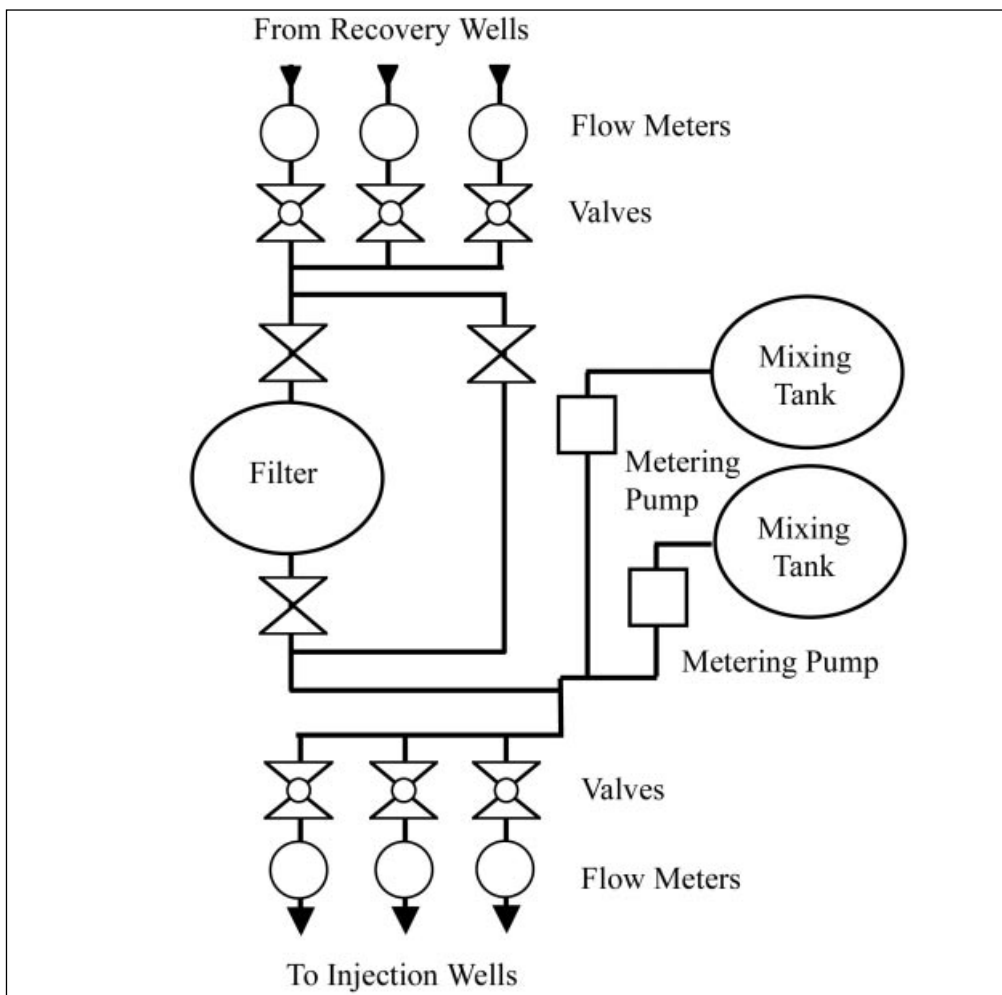 From Recovery Wells
Flow Meters
Valves
Mixing
Tank
Filter
Metering
Pump
Mixing
Tank
Metering Pump
Valves
Flow Meters
To Injection Wells